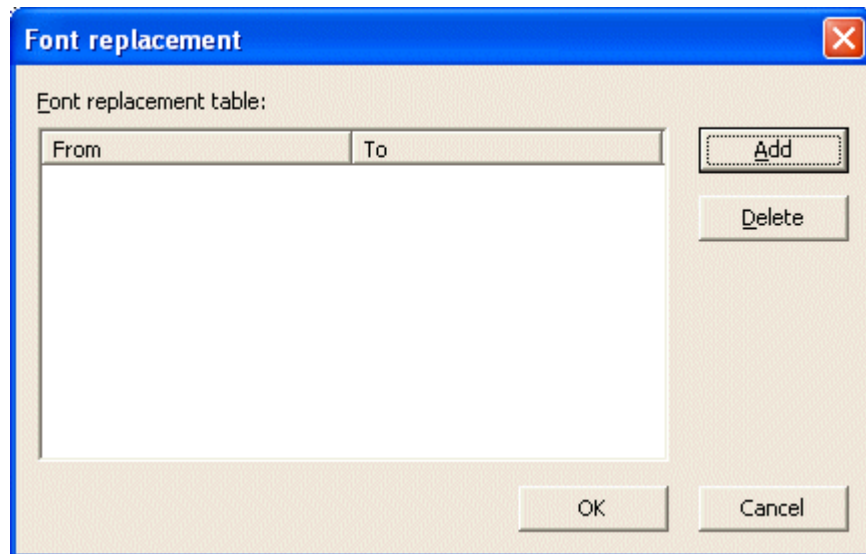 Font replacement
Font replacement table:
From To
Add
Delete
OK Cancel